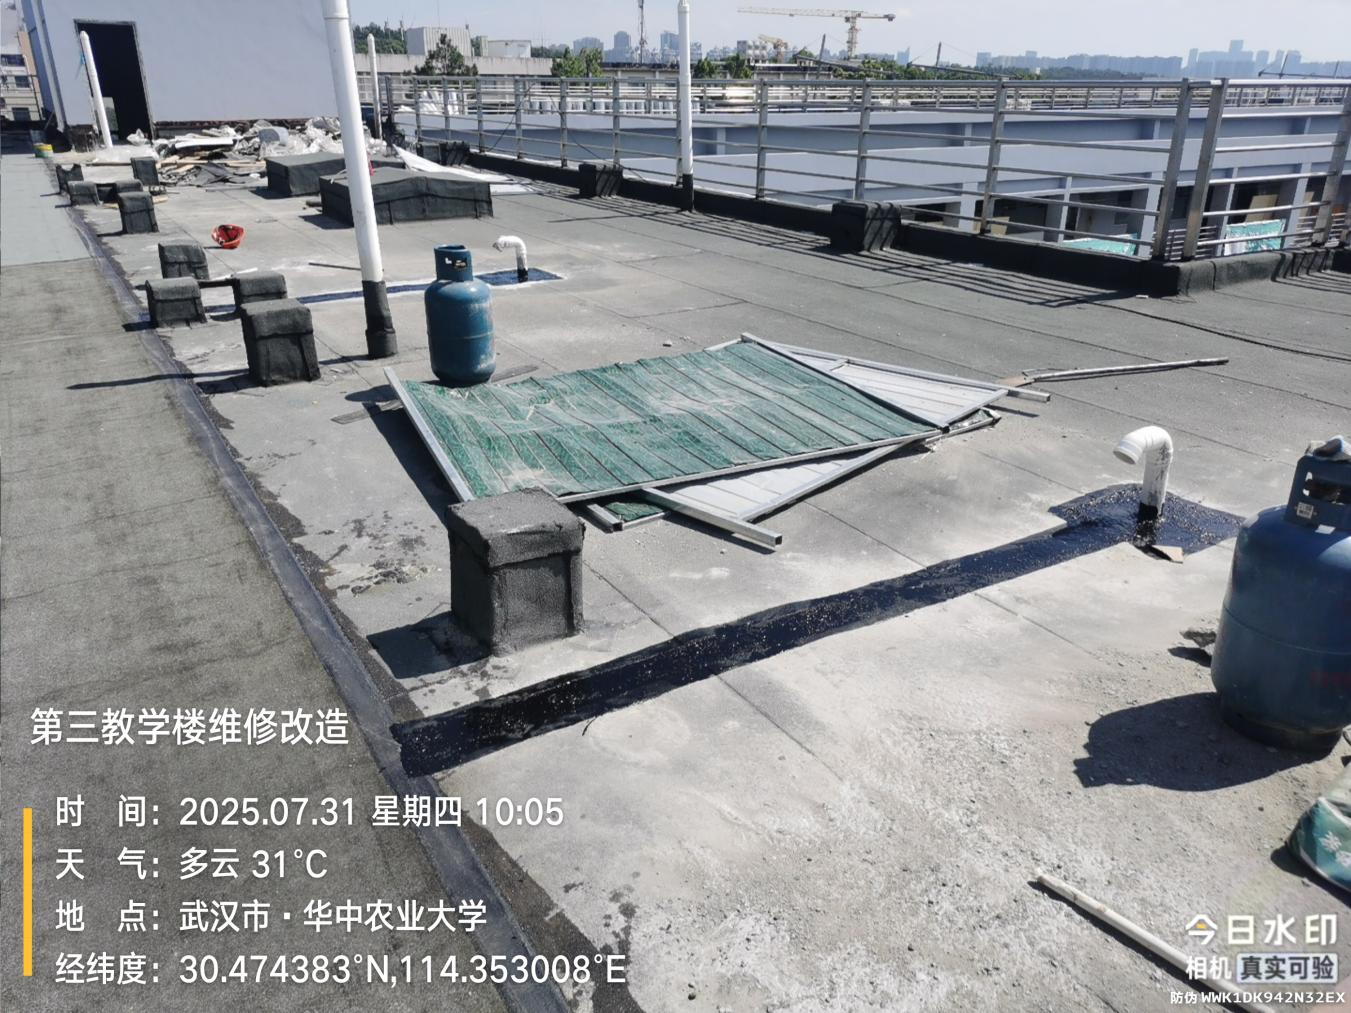 第三教学楼维修改造
时 间：2025.07.31 星期四 10:05
天 气：多云 31°C
地 点：武汉市·华中农业大学
经纬度：30.474383°N,114.353008°E
今日水印
相机 真实可验
防伪 WWK1DK942N32EX